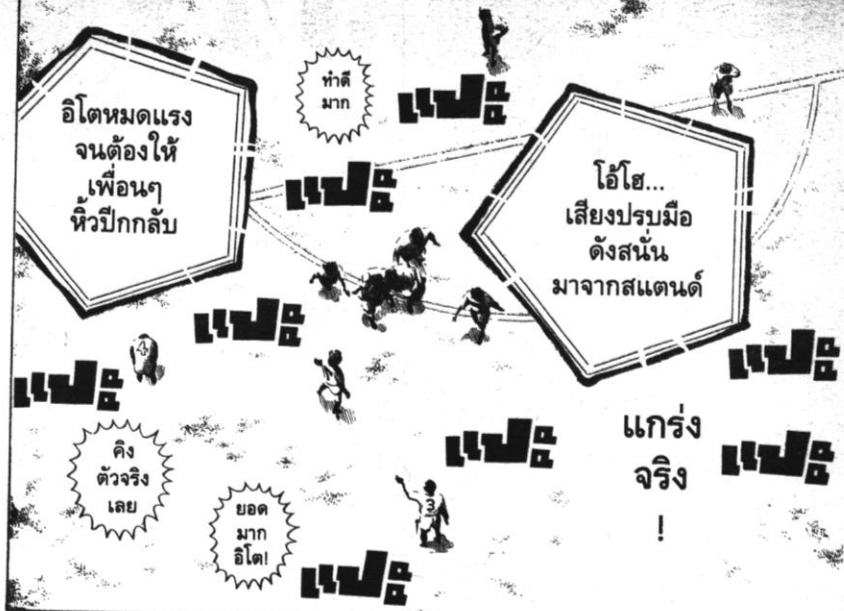 โอ้โฮ...
เสียงปรบมือ
ดังสนั่น
มาจากสแตนด์
แปะ
แปะ
แกร่ง
จริง
!
แปะ
ทำดี
มาก
แปะ
แปะ
อิโตหมดแรง
จนต้องให้
เพื่อนๆ
หิ้วปีกกลับ
แปะ
แปะ
4
3
คิง
ตัวจริง
เลย
ยอด
มาก
อิโต!
แปะ